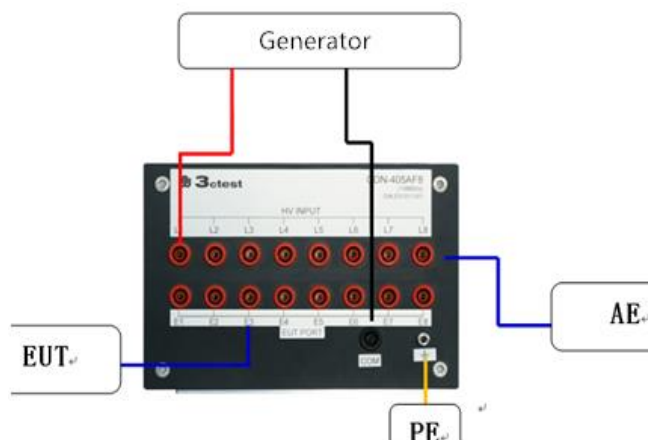 Generator
3ctest
CDN-405AF8
HV INPUT
L1 L2 L3 L4 L5 L6 L7 L8
AE
E1 E2 E3 E4 E5 E6 E7 E8
EUT PORT
EUT
COM
PE